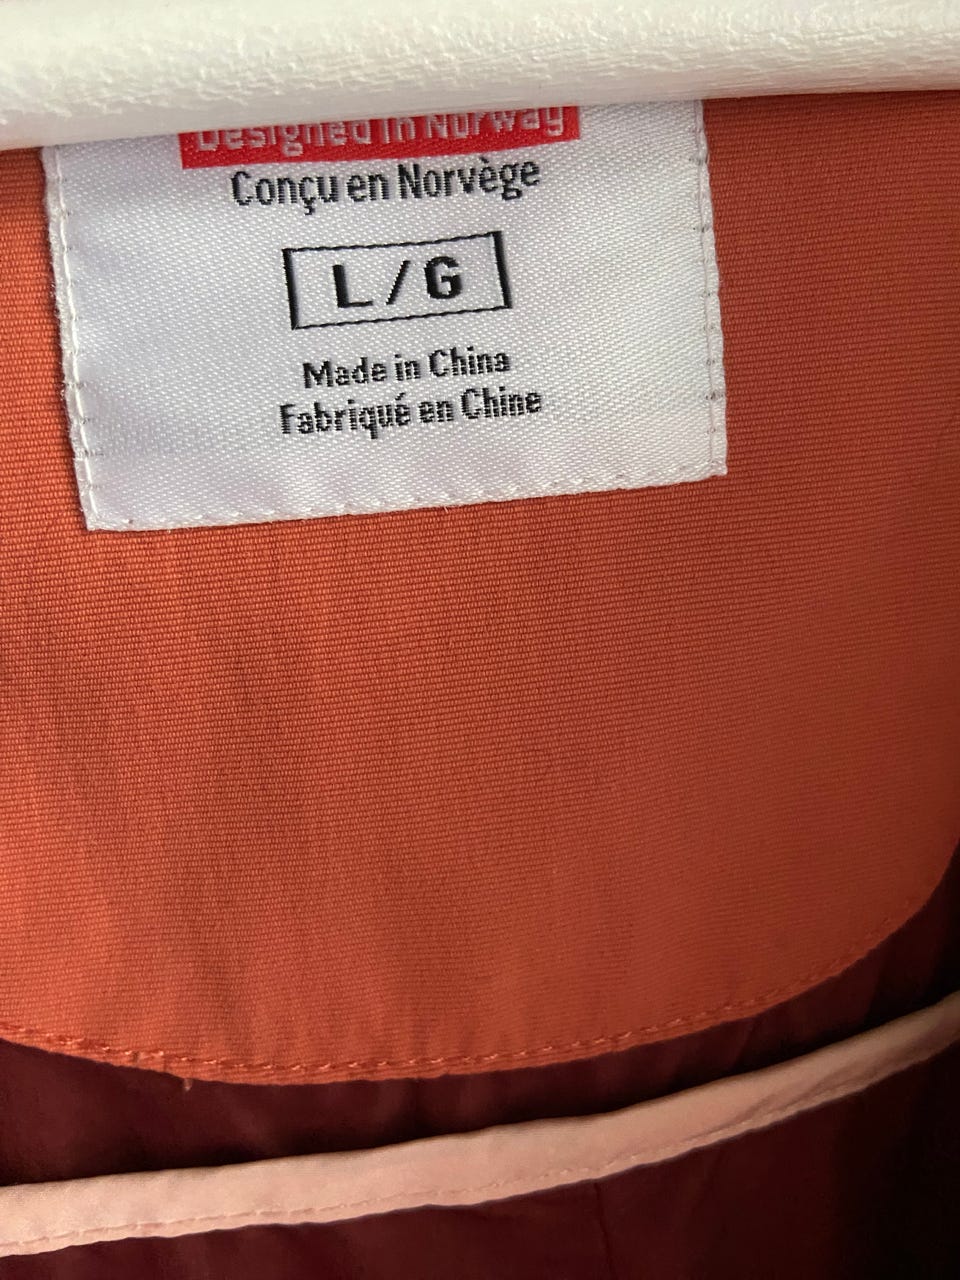 Designed in Norway
Conçu en Norvège
L/G
Made in China
Fabriqué en Chine